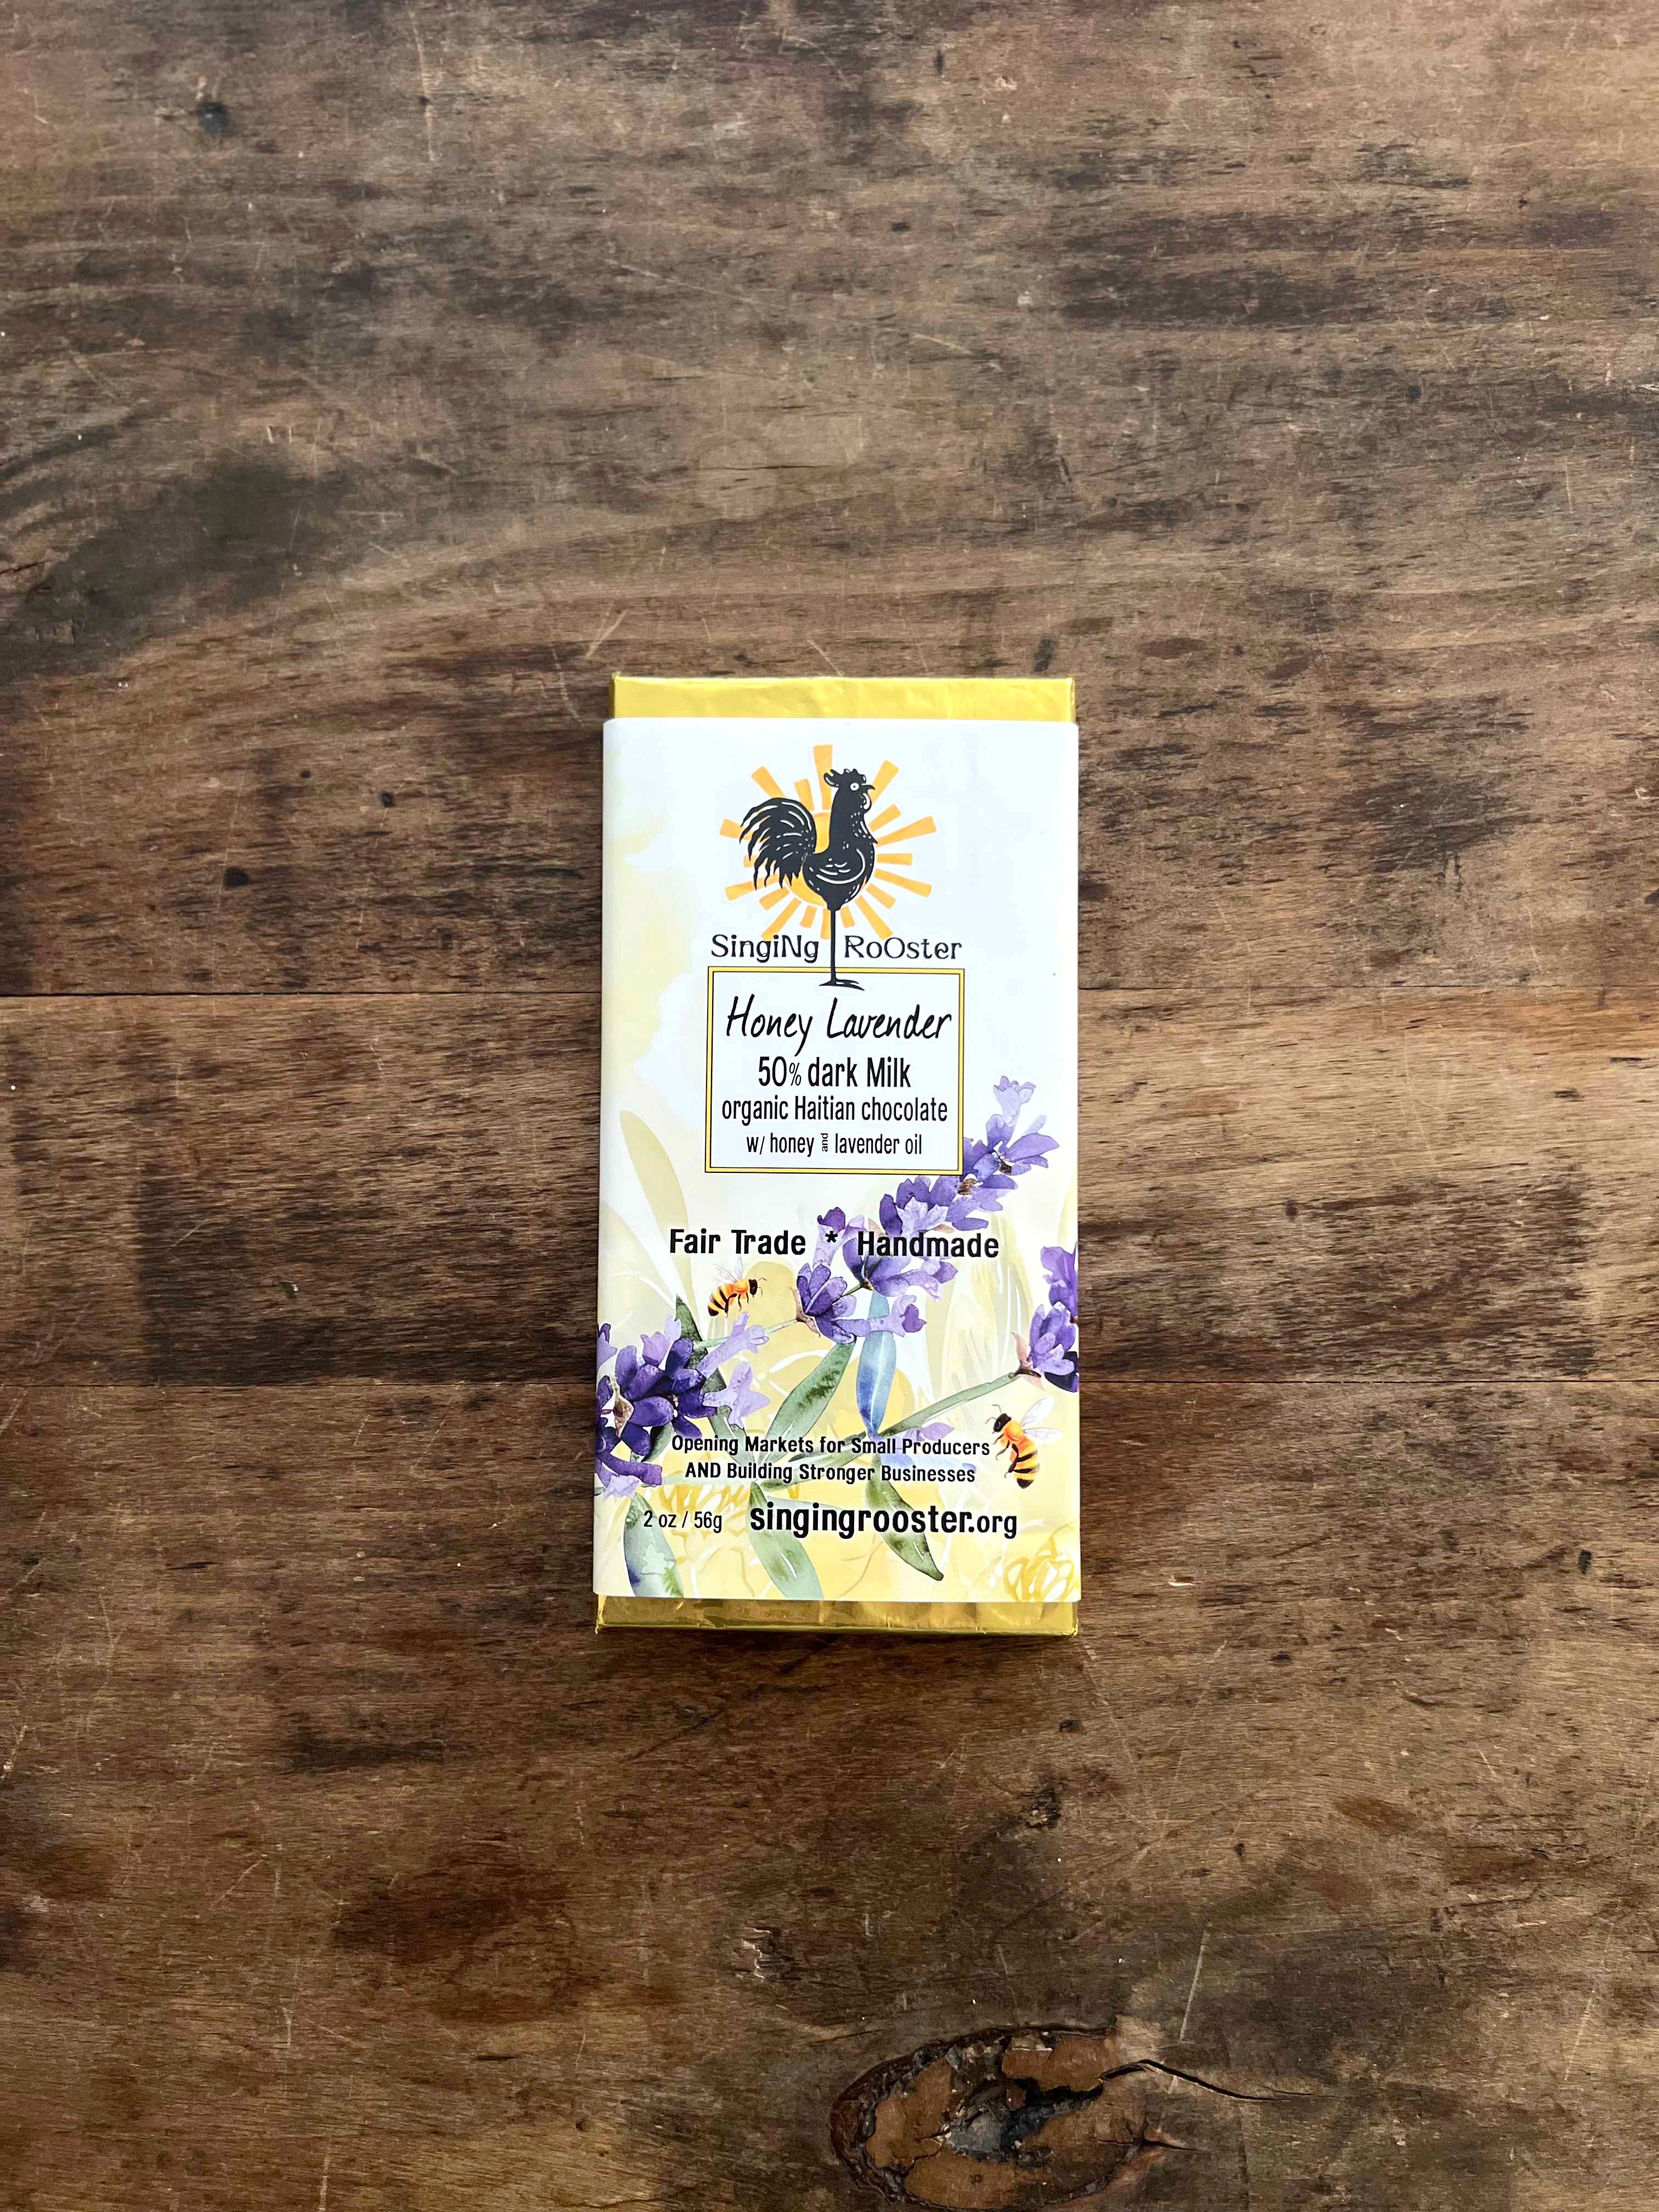 SingiNg RoOster
Honey Lavender
50% dark Milk
organic Haitian chocolate
w/ honey and lavender oil
Fair Trade * Handmade
Opening Markets for Small Producers
AND Building Stronger Businesses
2 oz / 56g singingrooster.org